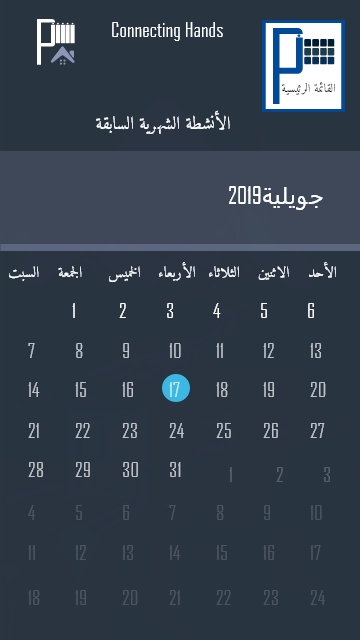 Connecting Hands
القائمة الرئيسية
الأنشطة الشهرية السابقة
جويلية2019
الأحد الاثنين الثلاثاء الأربعاء الخميس الجمعة السبت
1 2 3 4 5 6
7 8 9 10 11 12 13
14 15 16 17 18 19 20
21 22 23 24 25 26 27
28 29 30 31 1 2 3
4 5 6 7 8 9 10
11 12 13 14 15 16 17
18 19 20 21 22 23 24